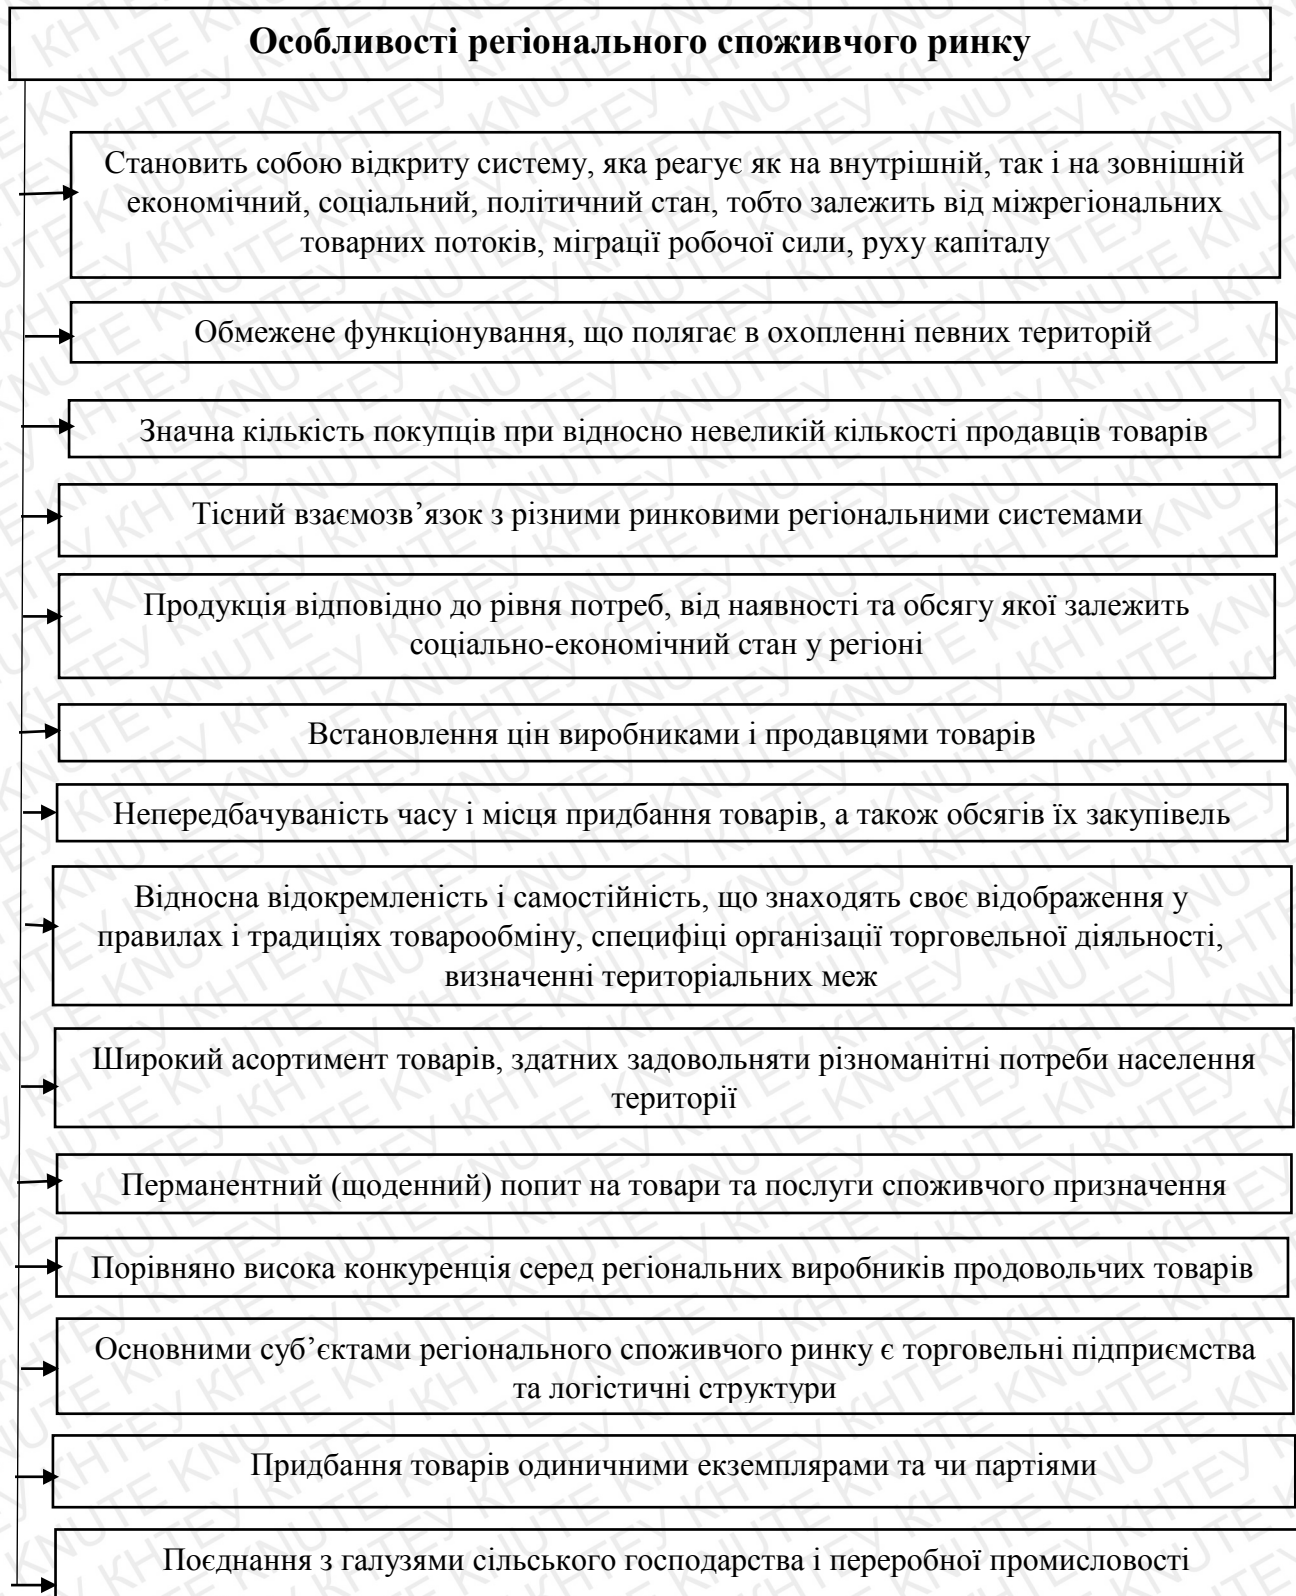 Особливості регіонального споживчого ринку
Становить собою відкриту систему, яка реагує як на внутрішній, так і на зовнішній
економічний, соціальний, політичний стан, тобто залежить від міжрегіональних
товарних потоків, міграції робочої сили, руху капіталу
Обмежене функціонування, що полягає в охопленні певних територій
Значна кількість покупців при відносно невеликій кількості продавців товарів
Тісний взаємозв’язок з різними ринковими регіональними системами
Продукція відповідно до рівня потреб, від наявності та обсягу якої залежить
соціально-економічний стан у регіоні
Встановлення цін виробниками і продавцями товарів
Непередбачуваність часу і місця придбання товарів, а також обсягів їх закупівель
Відносна відокремленість і самостійність, що знаходять своє відображення у
правилах і традиціях товарообміну, специфіці організації торговельної діяльності,
визначенні територіальних меж
Широкий асортимент товарів, здатних задовольняти різноманітні потреби населення
території
Перманентний (щоденний) попит на товари та послуги споживчого призначення
Порівняно висока конкуренція серед регіональних виробників продовольчих товарів
Основними суб’єктами регіонального споживчого ринку є торговельні підприємства
та логістичні структури
Придбання товарів одиничними екземплярами та чи партіями
Поєднання з галузями сільського господарства і переробної промисловості